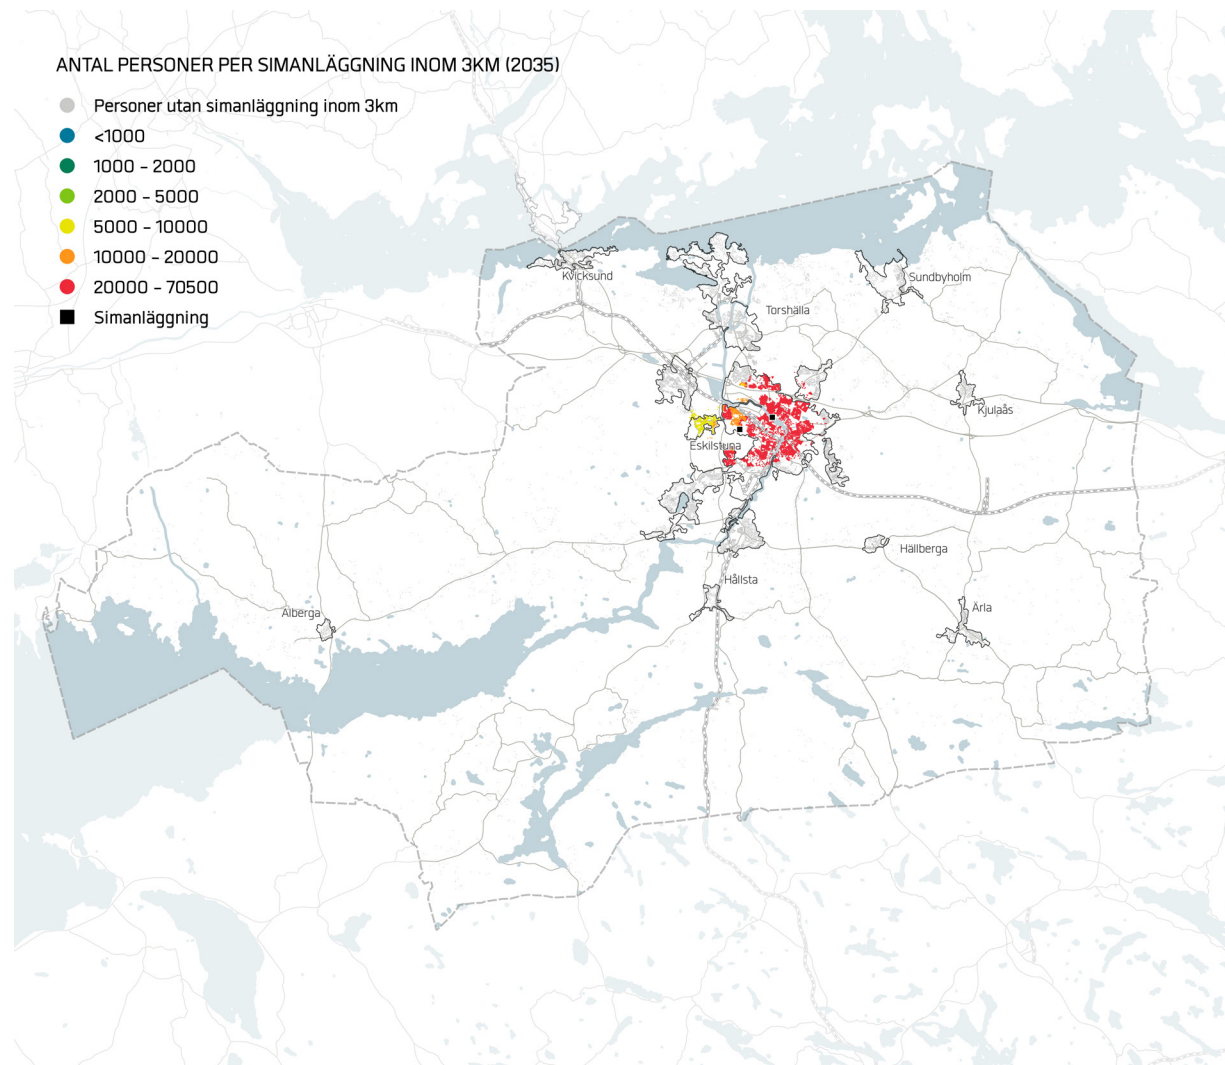 ANTAL PERSONER PER SIMANLÄGGNING INOM 3KM (2035)
Personer utan simanläggning inom 3km
<1000
1000 - 2000
2000 - 5000
5000 - 10000
10000 - 20000
20000 - 70500
Simanläggning
Kvicksund
Sundbyholm
Torshälla
Kjulaås
Eskilstuna
Hällberga
Hållsta
Ärla
Alberga